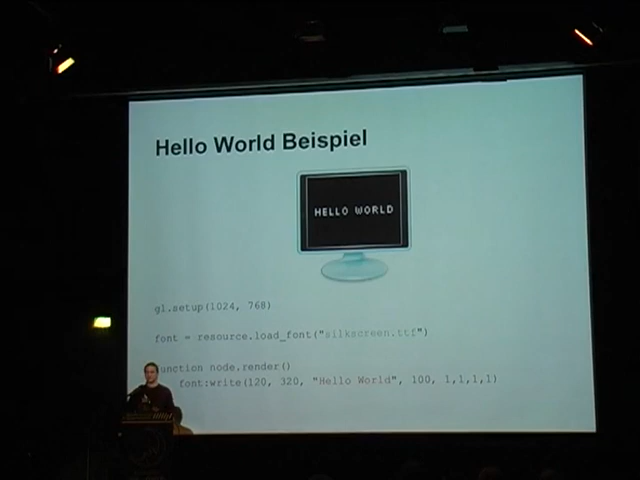 Hello World Beispiel
HELLO WORLD
gl.setup(1024, 768)
font = resource.load_font("silkscreen.ttf")
function node.render()
font:write(120, 320, "Hello World", 100, 1,1,1,1)